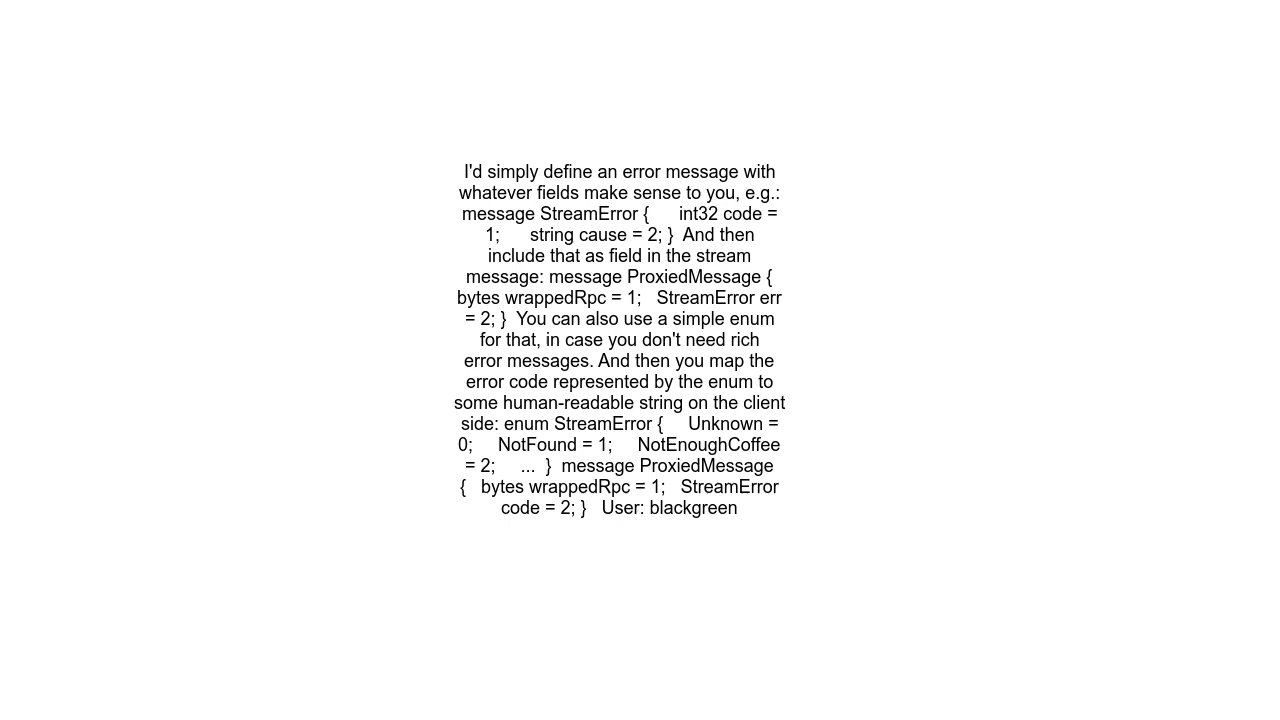 I'd simply define an error message with
whatever fields make sense to you, e.g.:
message StreamError {      int32 code =
1;      string cause = 2; }  And then
include that as field in the stream
message: message ProxiedMessage {
bytes wrappedRpc = 1;   StreamError err
= 2; }  You can also use a simple enum
for that, in case you don't need rich
error messages. And then you map the
error code represented by the enum to
some human-readable string on the client
side: enum StreamError {     Unknown =
0;     NotFound = 1;     NotEnoughCoffee
= 2;     ...  }  message ProxiedMessage
{   bytes wrappedRpc = 1;   StreamError
code = 2; }   User: blackgreen